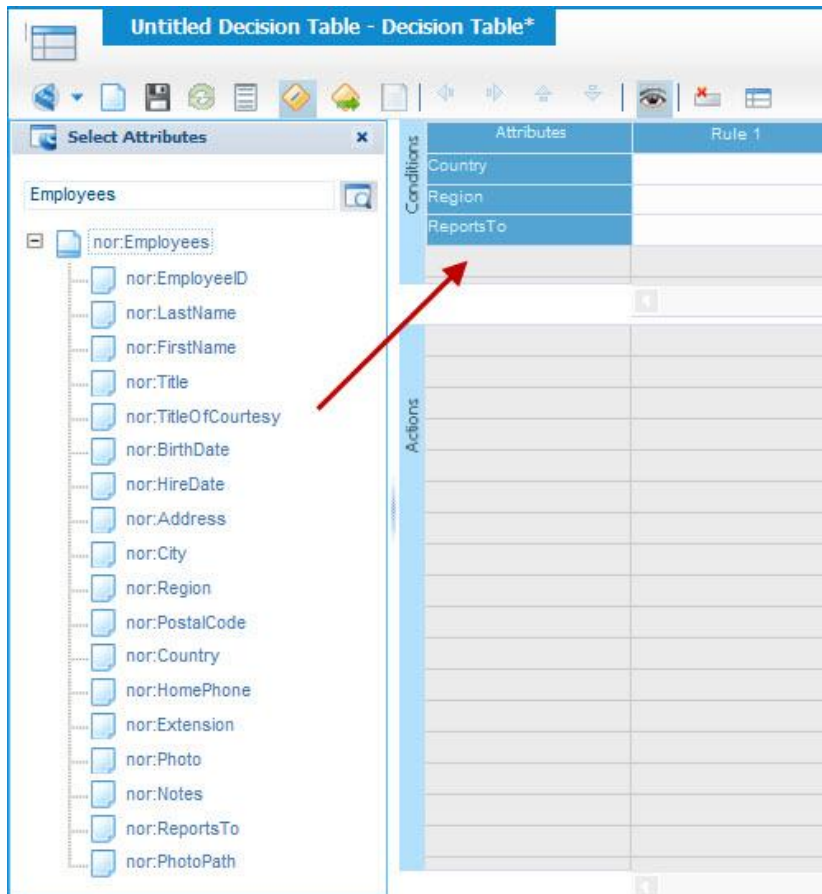 Untitled Decision Table - Decision Table*
Select Attributes
Employees
nor:Employees
nor:EmployeeID
nor:LastName
nor:FirstName
nor:Title
nor:TitleOfCourtesy
nor:BirthDate
nor:HireDate
nor:Address
nor:City
nor:Region
nor:PostalCode
nor:Country
nor:HomePhone
nor:Extension
nor:Photo
nor:Notes
nor:ReportsTo
nor:PhotoPath
Conditions
Attributes
Rule 1
Country
Region
ReportsTo
Actions